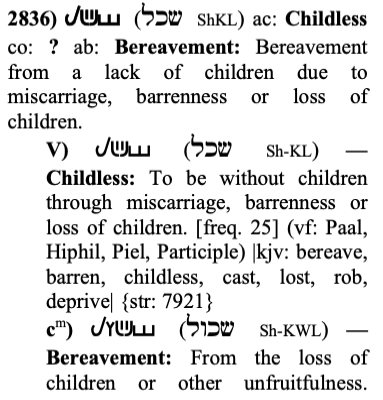 2836) (שכל ShKL) ac: Childless
co: ? ab: Bereavement: Bereavement
from a lack of children due to
miscarriage, barrenness or loss of
children.
V) (שכל Sh-KL) —
Childless: To be without children
through miscarriage, barrenness or
loss of children. [freq. 25] (vf: Paal,
Hiphil, Piel, Participle) |kjv: bereave,
barren, childless, cast, lost, rob,
deprive| {str: 7921}
cᵐ) (שכול Sh-KWL) —
Bereavement: From the loss of
children or other unfruitfulness.